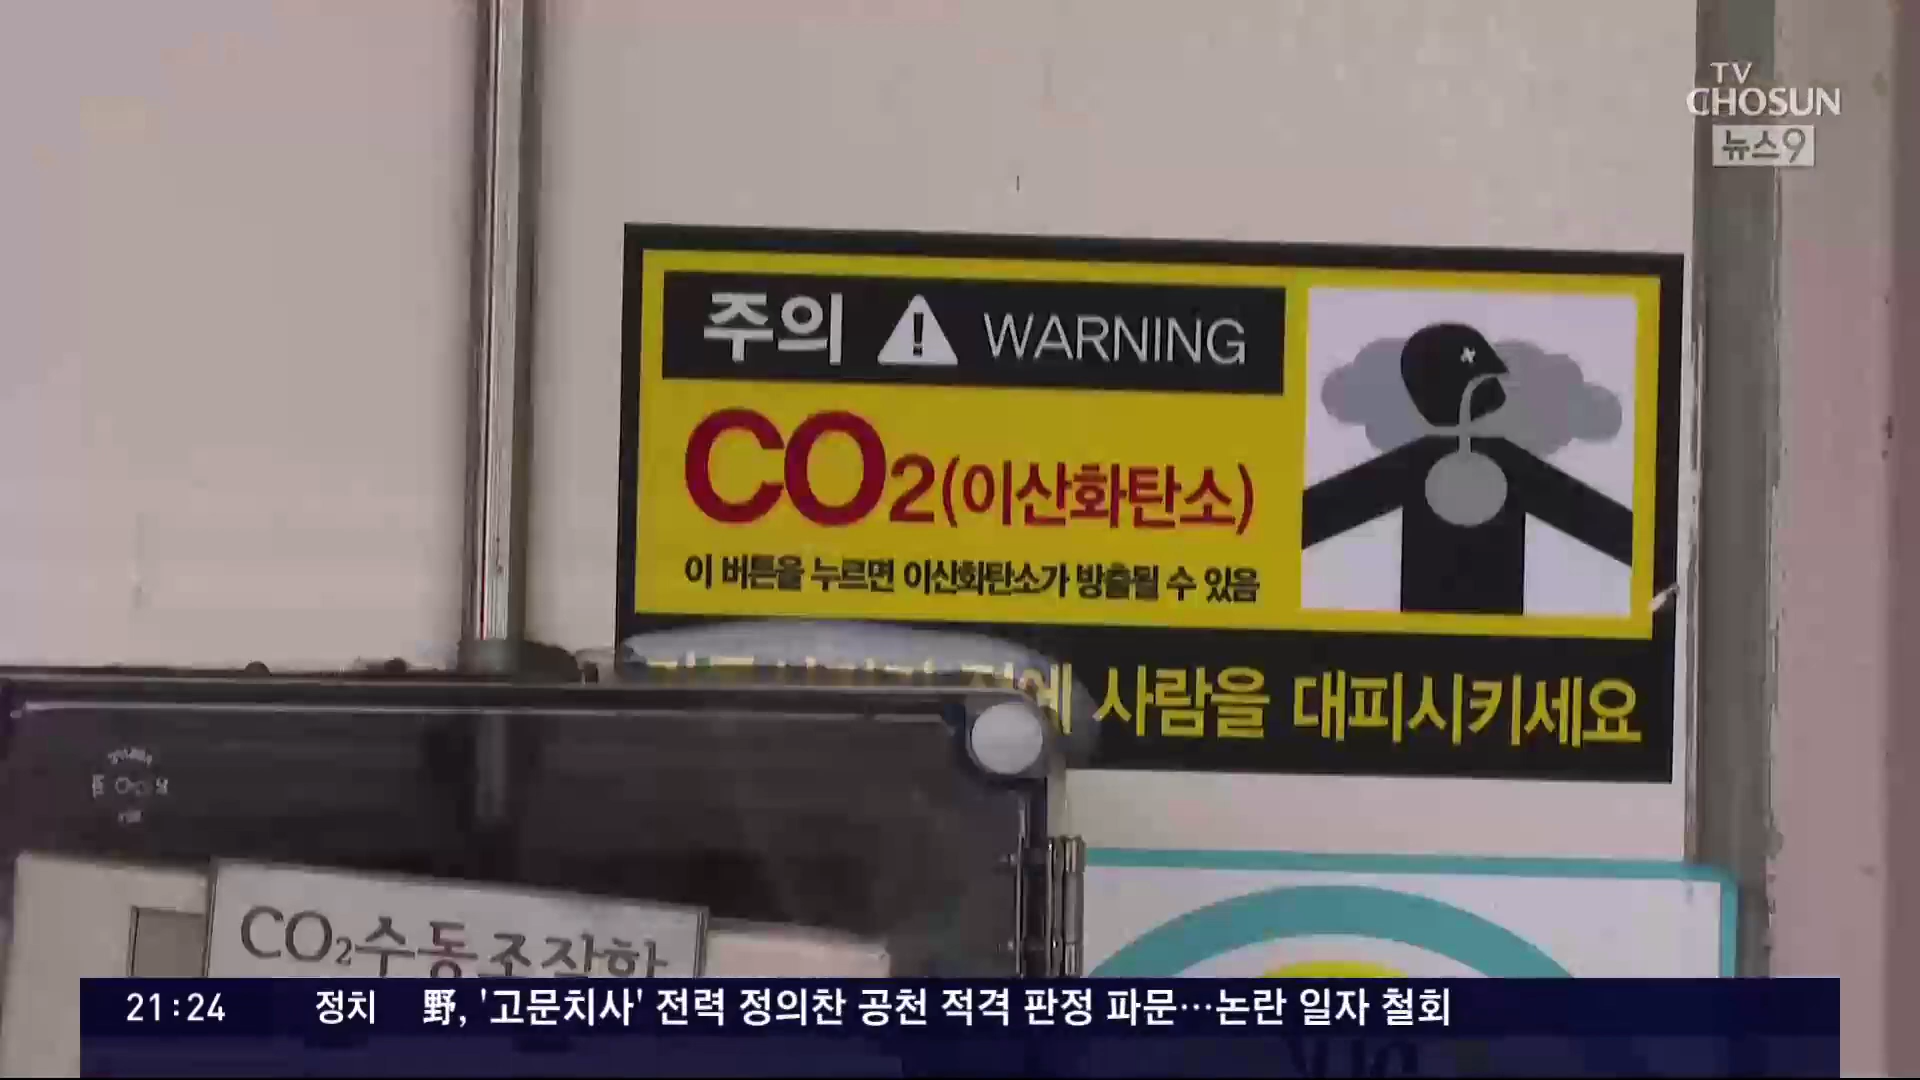 TV
CHOSUN
뉴스9
주의 WARNING
CO2(이산화탄소)
이 버튼을 누르면 이산화탄소가 방출될 수 있음
전에 사람을 대피시키세요
CO2수동조작함
21:24 정치 野, '고문치사' 전력 정의찬 공천 적격 판정 파문…논란 일자 철회